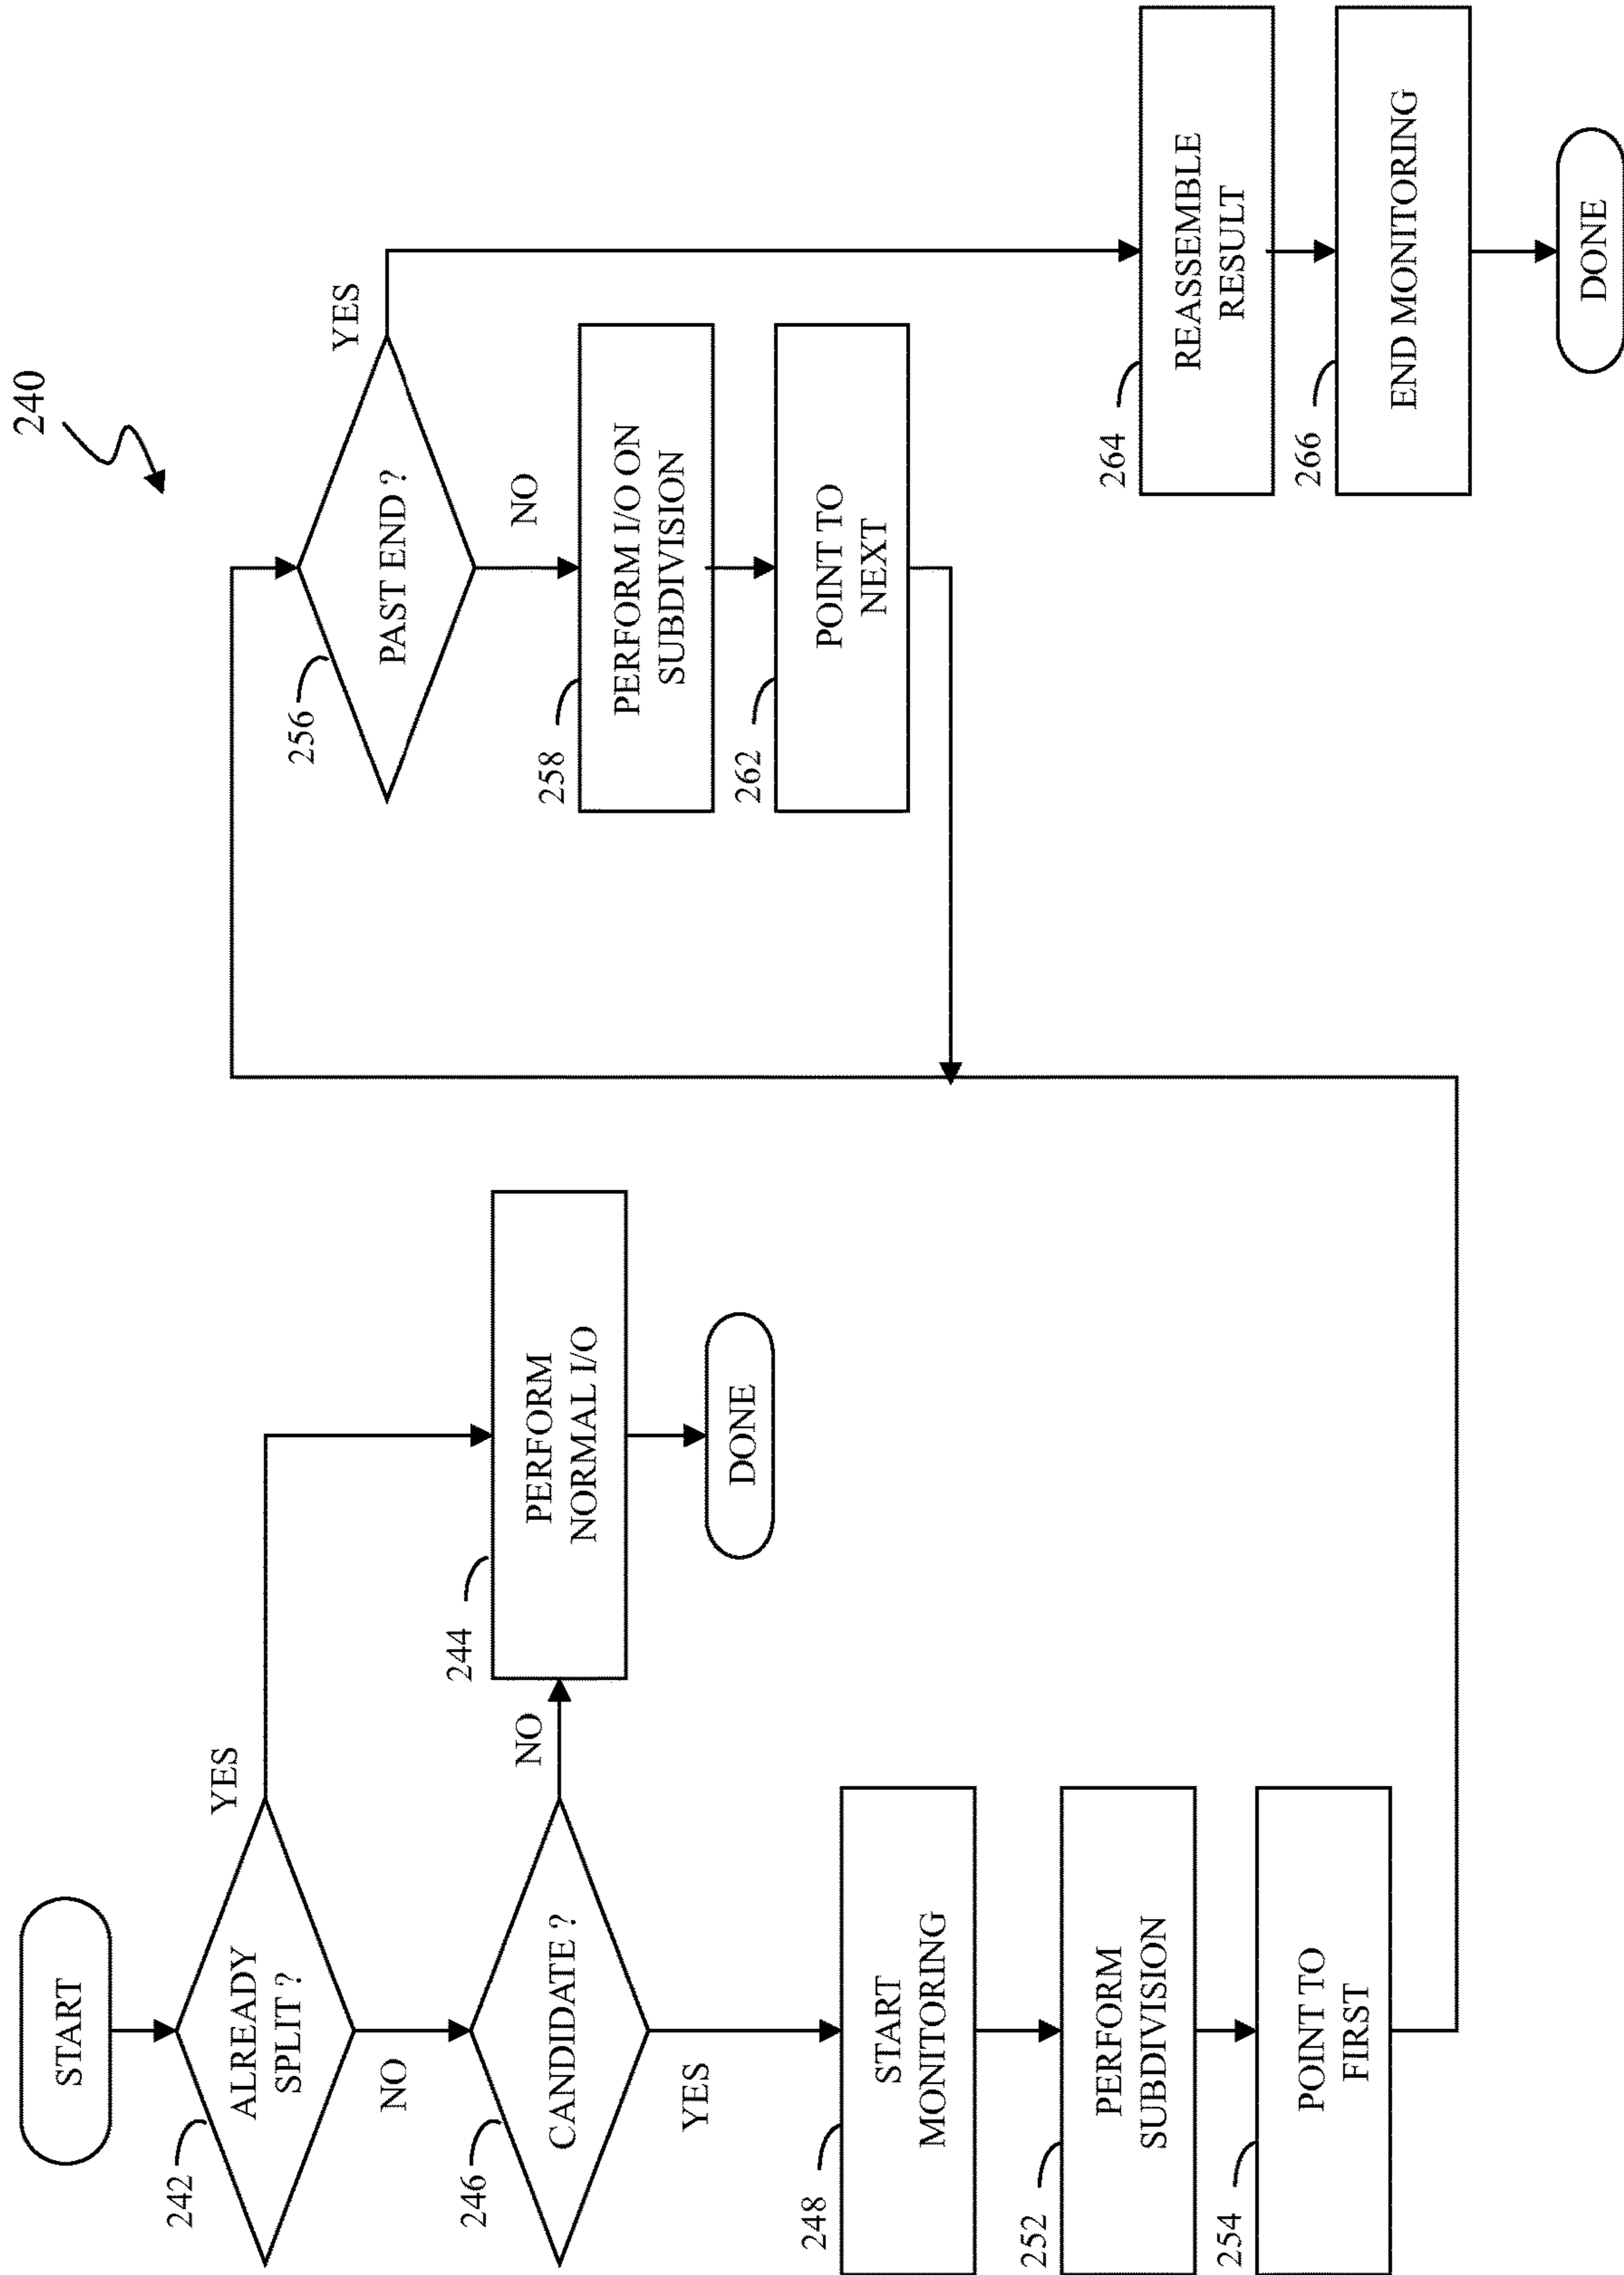 240
START
242
ALREADY
SPLIT ?
YES
NO
246
CANDIDATE ?
NO
YES
244
PERFORM
NORMAL I/O
DONE
248
START
MONITORING
252
PERFORM
SUBDIVISION
254
POINT TO
FIRST
256
PAST END ?
YES
NO
258
PERFORM I/O ON
SUBDIVISION
262
POINT TO
NEXT
264
REASSEMBLE
RESULT
266
END MONITORING
DONE